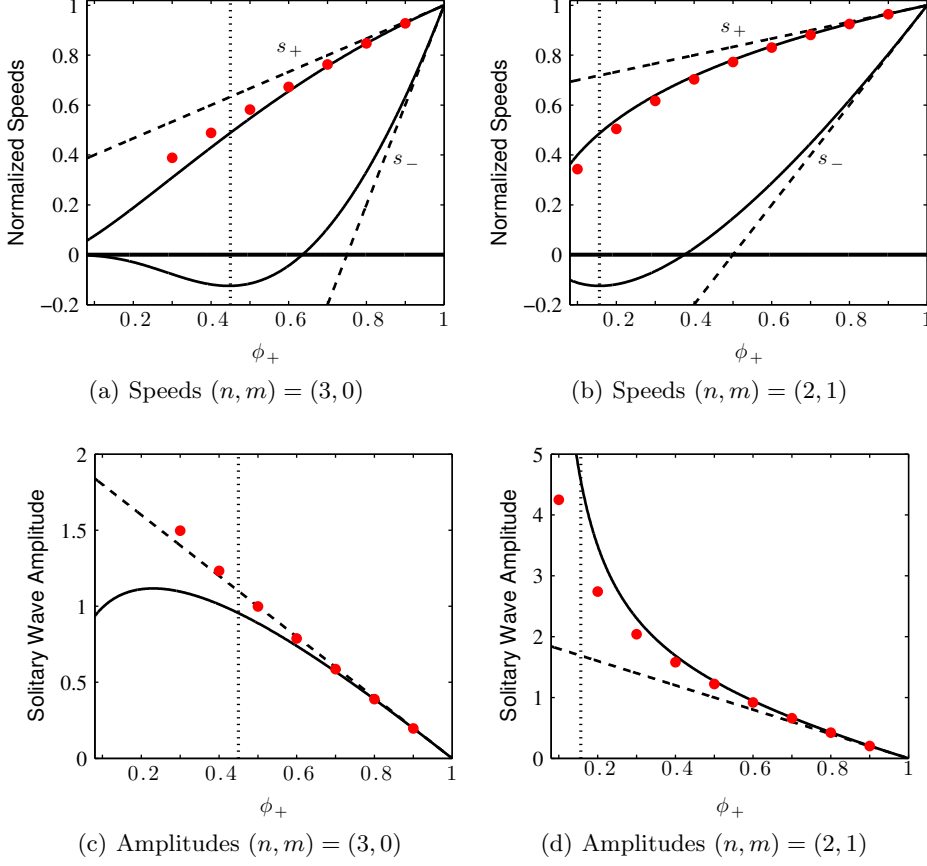 Normalized Speeds
1
0.8
0.6
0.4
0.2
0
−0.2
s₊
s₋
0.2 0.4 0.6 0.8 1
ϕ₊
(a) Speeds (n, m) = (3, 0)
Normalized Speeds
1
0.8
0.6
0.4
0.2
0
−0.2
s₊
s₋
0.2 0.4 0.6 0.8 1
ϕ₊
(b) Speeds (n, m) = (2, 1)
Solitary Wave Amplitude
2
1.5
1
0.5
0
0.2 0.4 0.6 0.8 1
ϕ₊
(c) Amplitudes (n, m) = (3, 0)
Solitary Wave Amplitude
5
4
3
2
1
0
0.2 0.4 0.6 0.8 1
ϕ₊
(d) Amplitudes (n, m) = (2, 1)